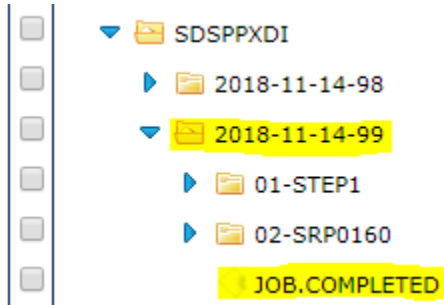 SDSPPXDI
2018-11-14-98
2018-11-14-99
01-STEP1
02-SRP0160
JOB.COMPLETED